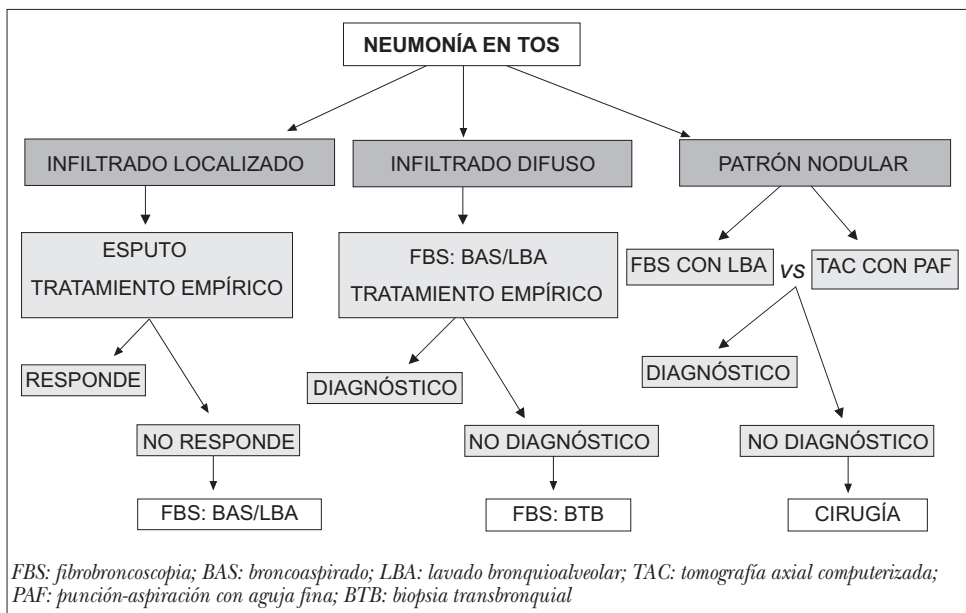 NEUMONÍA EN TOS
INFILTRADO LOCALIZADO
INFILTRADO DIFUSO
PATRÓN NODULAR
ESPUTO
TRATAMIENTO EMPÍRICO
FBS: BAS/LBA
TRATAMIENTO EMPÍRICO
FBS CON LBA
vs
TAC CON PAF
RESPONDE
DIAGNÓSTICO
DIAGNÓSTICO
NO RESPONDE
NO DIAGNÓSTICO
NO DIAGNÓSTICO
FBS: BAS/LBA
FBS: BTB
CIRUGÍA
FBS: fibrobroncoscopia; BAS: broncoaspirado; LBA: lavado bronquioalveolar; TAC: tomografía axial computerizada;
PAF: punción-aspiración con aguja fina; BTB: biopsia transbronquial